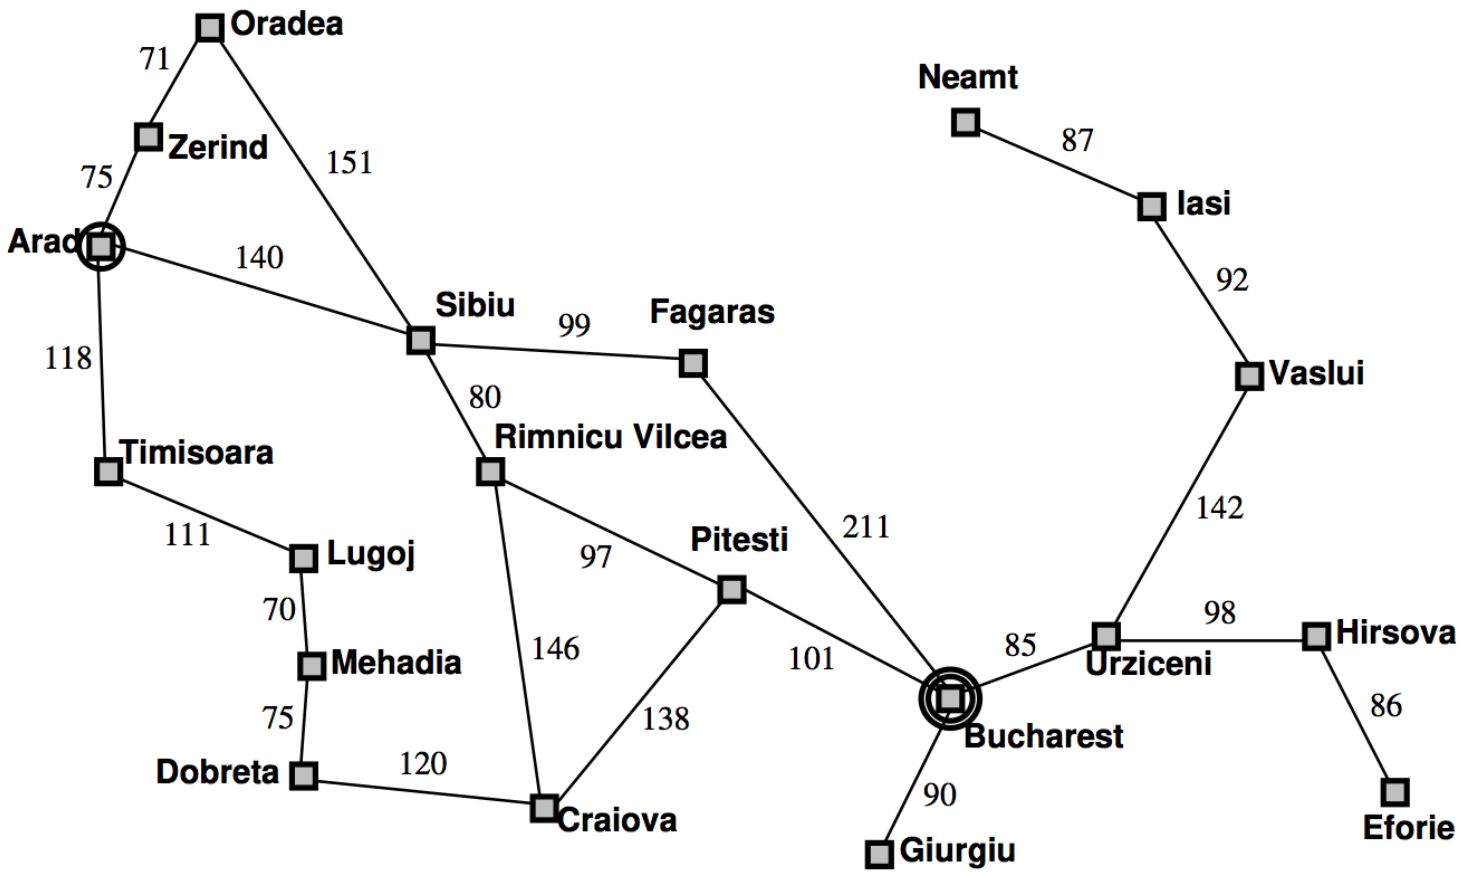 Oradea
71
Neamt
87
Zerind
151
75
Iasi
Arad
140
92
Sibiu
Fagaras
99
118
Vaslui
80
Rimnicu Vilcea
Timisoara
142
211
111
Pitesti
Lugoj
97
70
98
Hirsova
146
85
101
Urziceni
Mehadia
86
75
138
Bucharest
120
Dobreta
90
Craiova
Eforie
Giurgiu